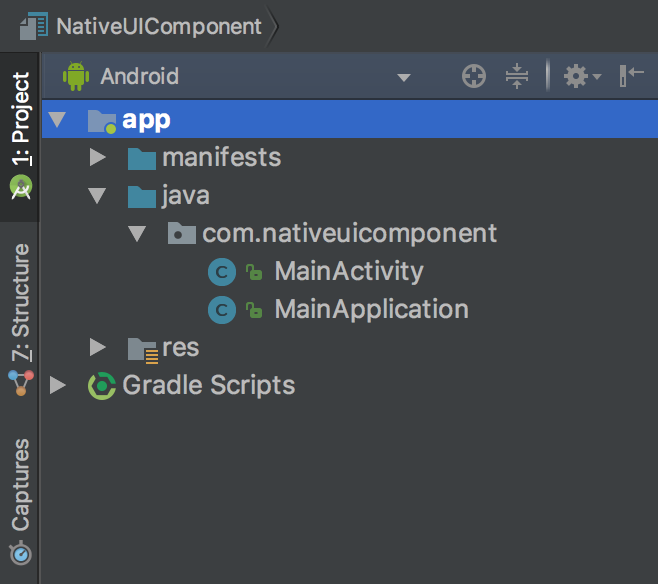 NativeUIComponent
Android
app
manifests
java
com.nativeuicomponent
MainActivity
MainApplication
res
Gradle Scripts
1: Project
7: Structure
Captures